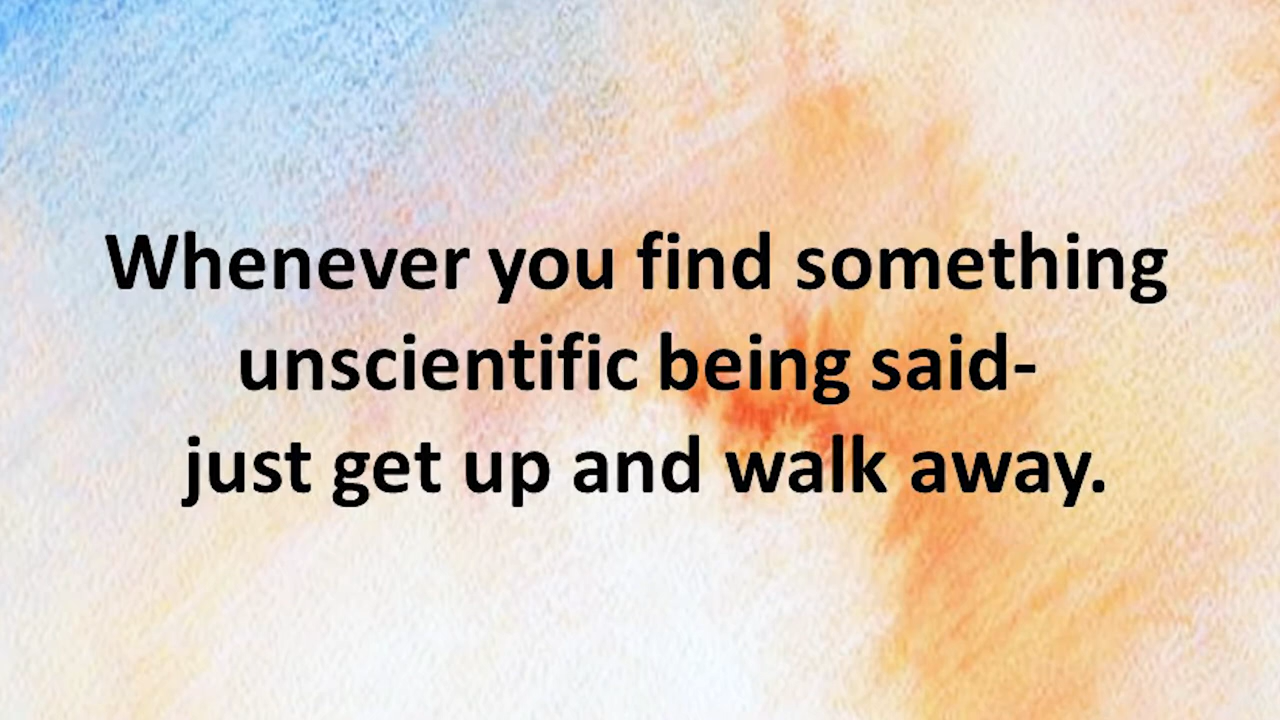 Whenever you find something
unscientific being said-
just get up and walk away.